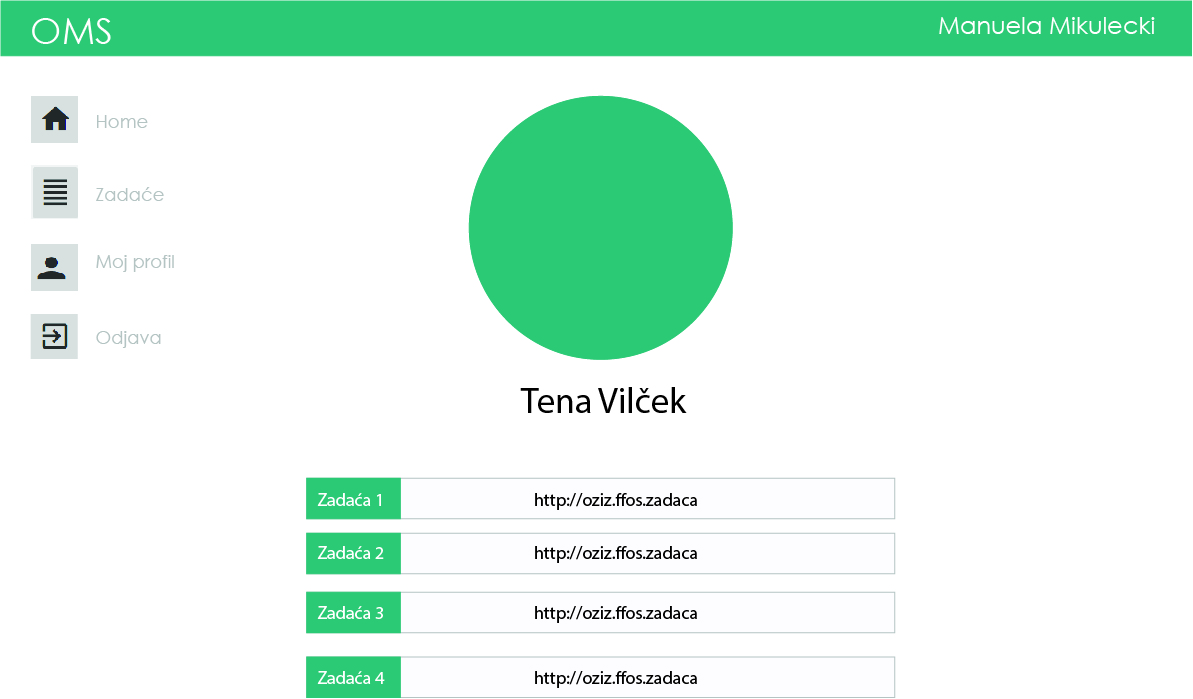 OMS
Manuela Mikulecki
Home
Zadaće
Moj profil
Odjava
Tena Vilček
Zadaća 1 http://oziz.ffos.zadaca
Zadaća 2 http://oziz.ffos.zadaca
Zadaća 3 http://oziz.ffos.zadaca
Zadaća 4 http://oziz.ffos.zadaca